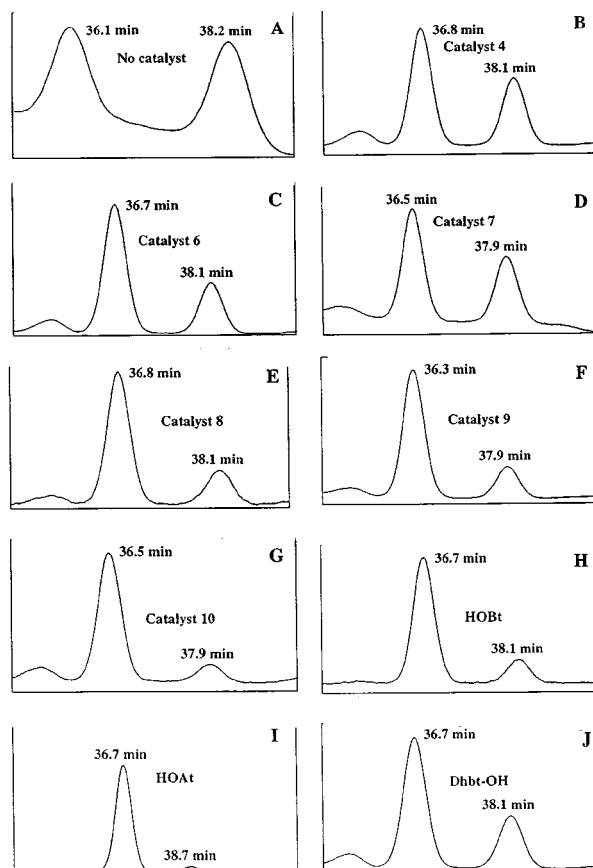 A
36.1 min
38.2 min
No catalyst
B
36.8 min
Catalyst 4
38.1 min
C
36.7 min
Catalyst 6
38.1 min
D
36.5 min
Catalyst 7
37.9 min
E
36.8 min
Catalyst 8
38.1 min
F
36.3 min
Catalyst 9
37.9 min
G
36.5 min
Catalyst 10
37.9 min
H
36.7 min
HOBt
38.1 min
I
36.7 min
HOAt
38.7 min
J
36.7 min
Dhbt-OH
38.1 min